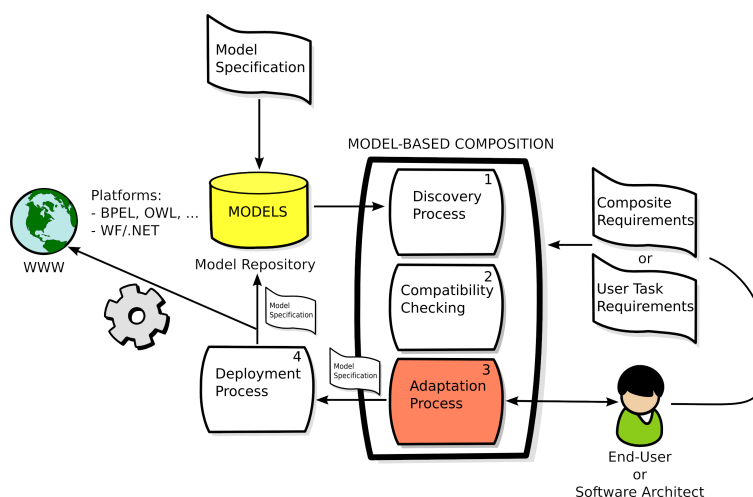 Model
Specification
MODEL-BASED COMPOSITION
Platforms:
- BPEL, OWL, ...
- WF/.NET
WWW
MODELS
Model Repository
1
Discovery
Process
2
Compatibility
Checking
3
Adaptation
Process
Composite
Requirements
or
User Task
Requirements
Model
Specification
Model
Specification
4
Deployment
Process
End-User
or
Software Architect